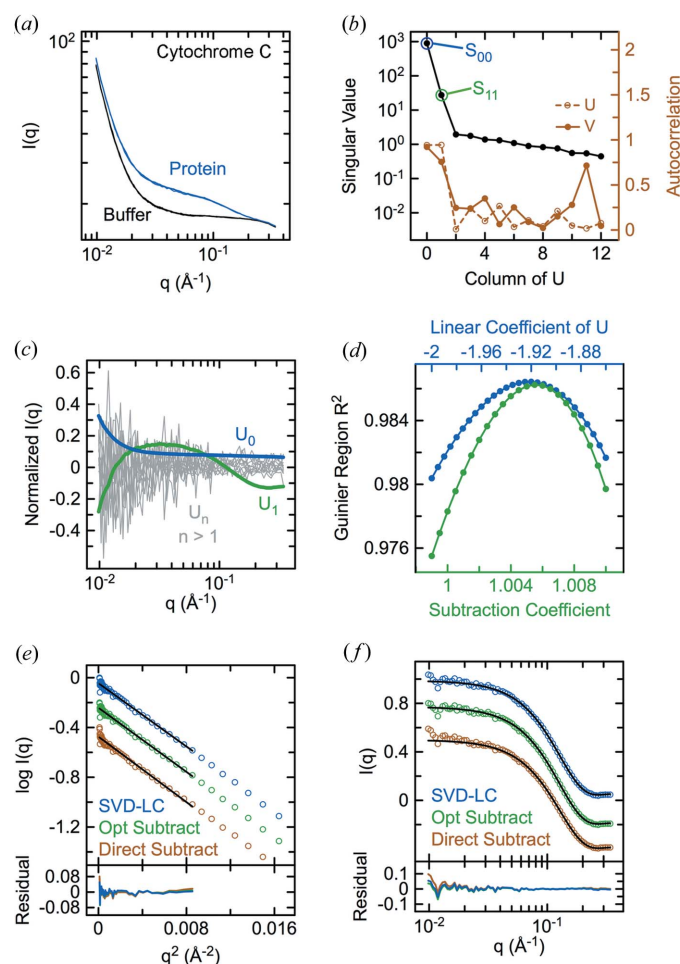 (a)
10²
Cytochrome C
I(q)
Protein
Buffer
10⁻²
10⁻¹
q (Å⁻¹)
(b)
10³
10²
10¹
10⁰
10⁻¹
10⁻²
Singular Value
S₀₀
S₁₁
U
V
2
1.5
1
0.5
0
Autocorrelation
0
4
8
12
Column of U
(c)
0.6
0.4
0.2
0
-0.2
-0.4
Normalized I(q)
U₀
U₁
Uₙ
n > 1
10⁻²
10⁻¹
q (Å⁻¹)
(d)
Linear Coefficient of U
-2
-1.96
-1.92
-1.88
0.984
0.98
0.976
Guinier Region R²
1
1.004
1.008
Subtraction Coefficient
(e)
0
-0.4
-0.8
-1.2
log I(q)
SVD-LC
Opt Subtract
Direct Subtract
0.08
-0.08
Residual
0
0.008
0.016
q² (Å⁻²)
(f)
0.8
0.4
0
I(q)
SVD-LC
Opt Subtract
Direct Subtract
0.1
-0.1
Residual
10⁻²
10⁻¹
q (Å⁻¹)